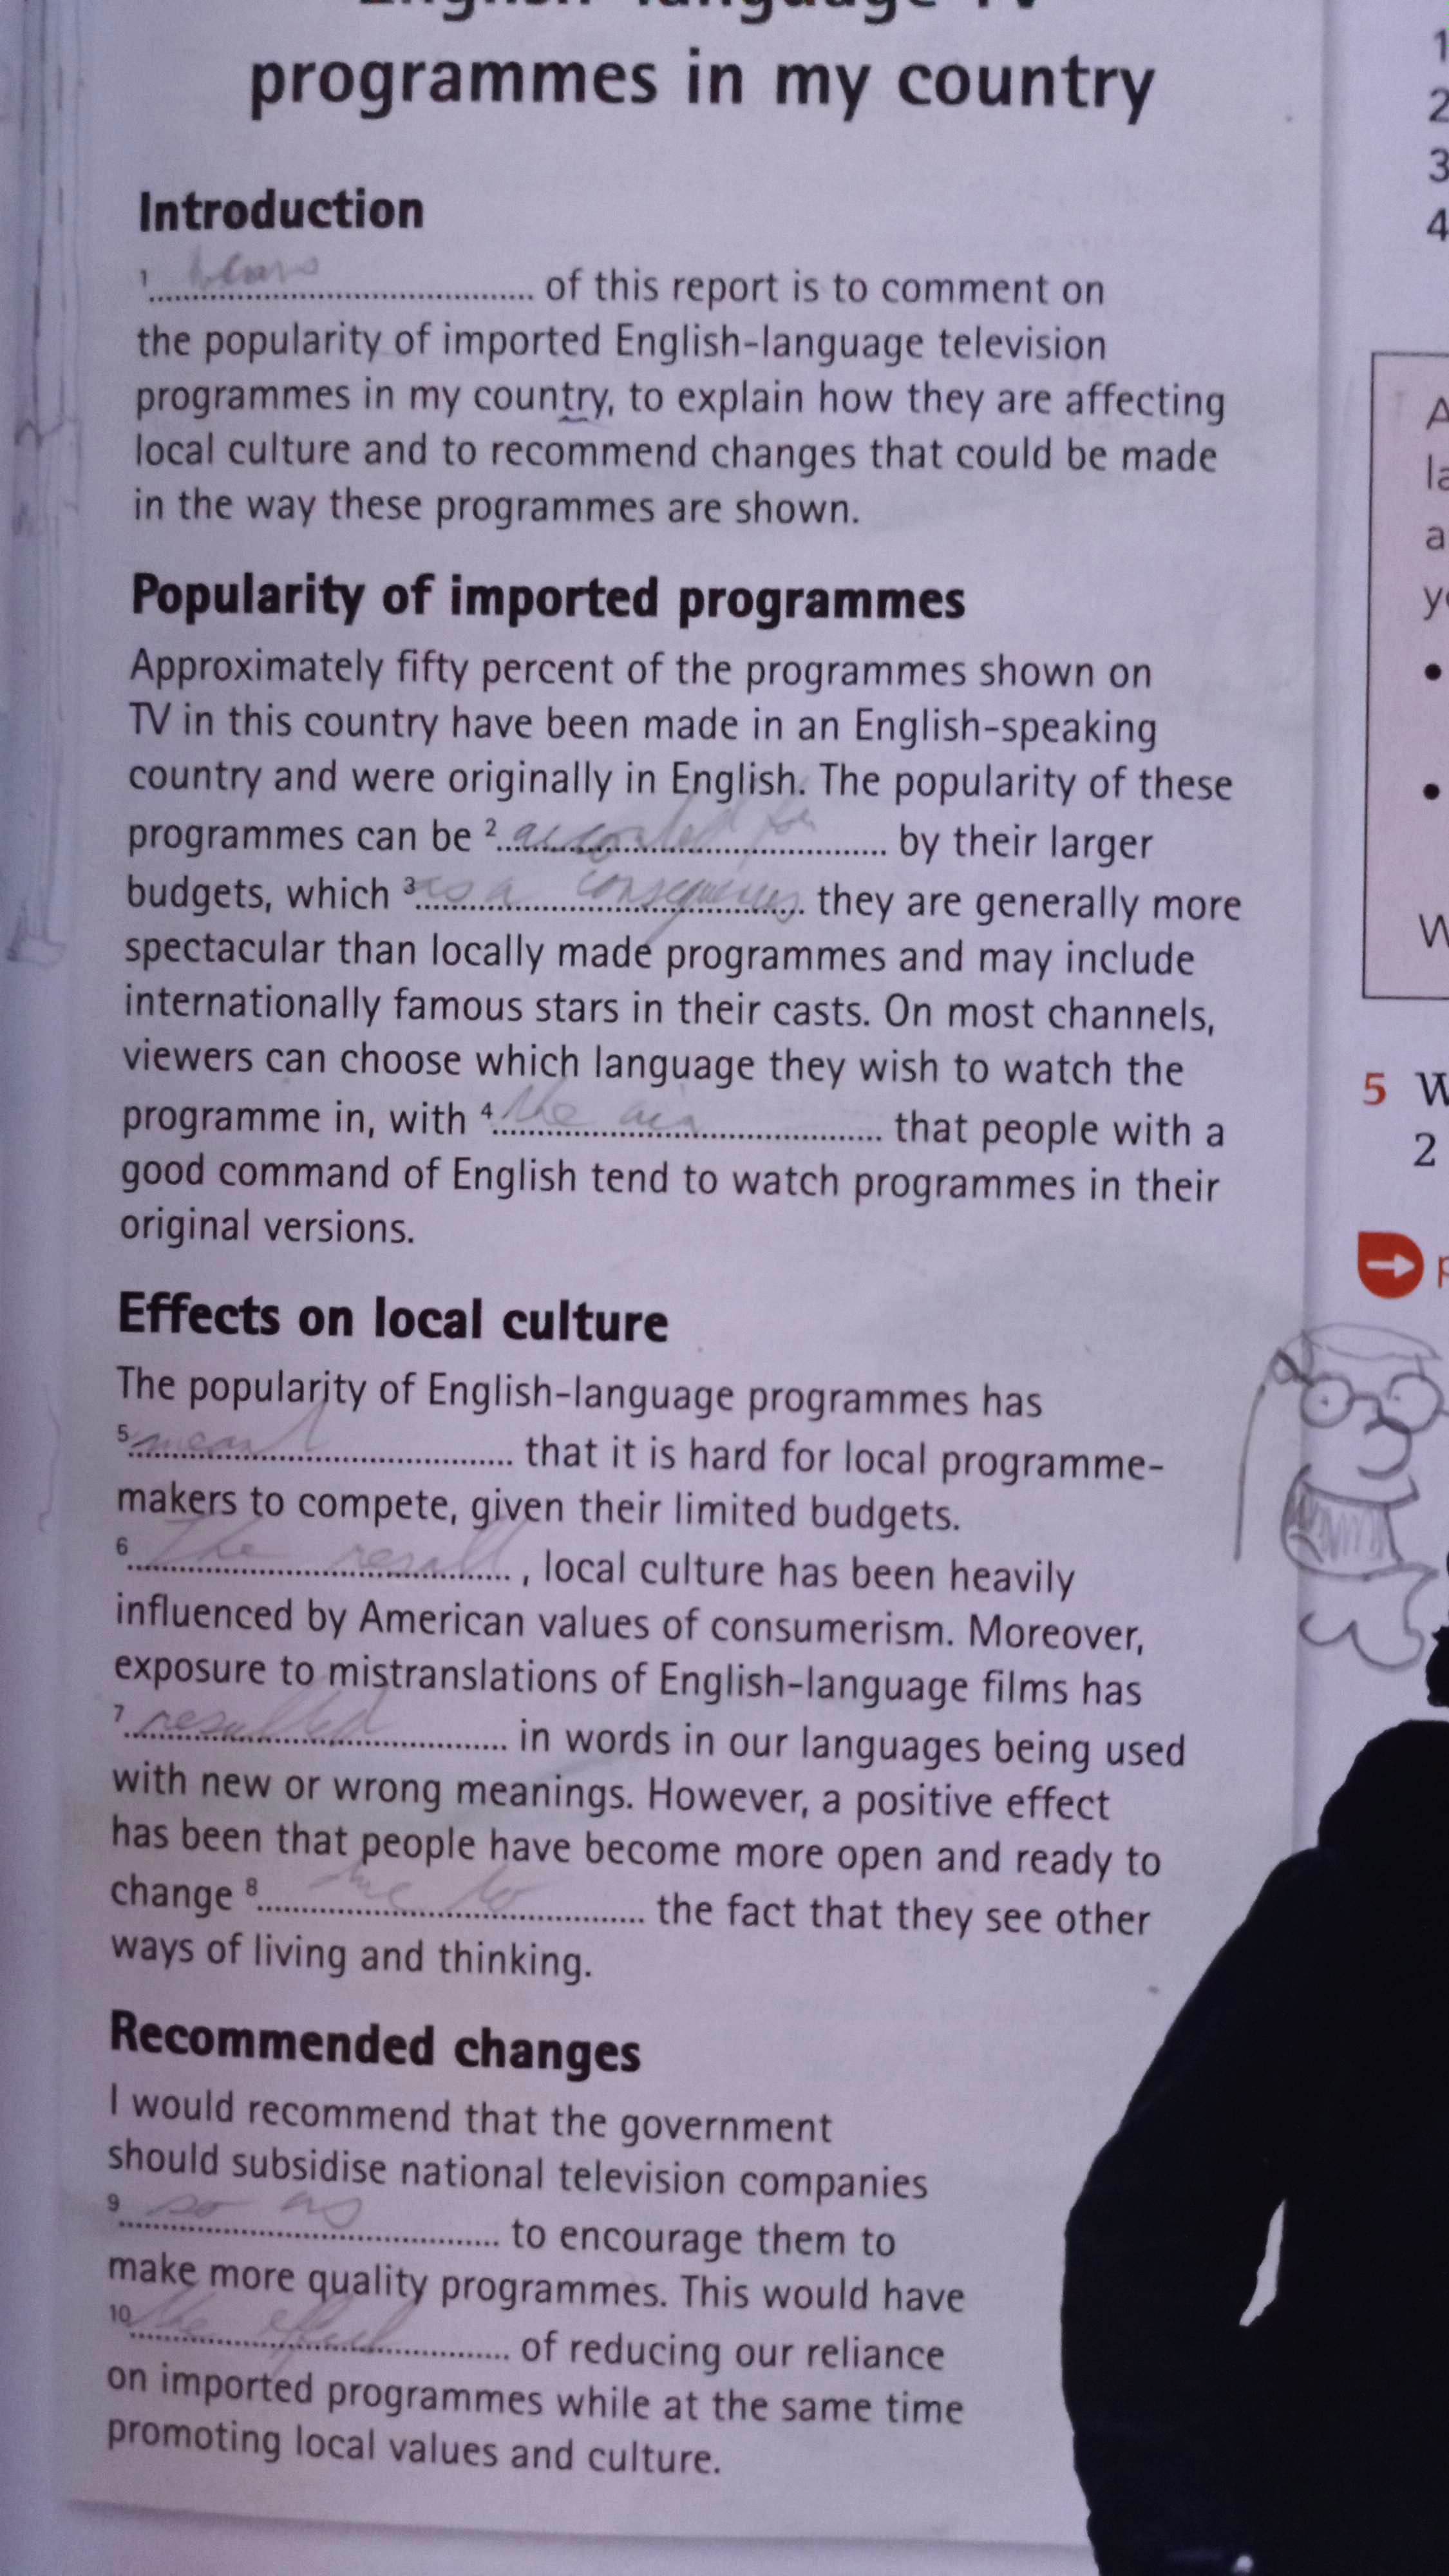 programmes in my country
Introduction
1 of this report is to comment on
the popularity of imported English-language television
programmes in my country, to explain how they are affecting
local culture and to recommend changes that could be made
in the way these programmes are shown.
Popularity of imported programmes
Approximately fifty percent of the programmes shown on
TV in this country have been made in an English-speaking
country and were originally in English. The popularity of these
programmes can be 2 for by their larger
budgets, which 3 as a they are generally more
spectacular than locally made programmes and may include
internationally famous stars in their casts. On most channels,
viewers can choose which language they wish to watch the
programme in, with 4 the that people with a
good command of English tend to watch programmes in their
original versions.
Effects on local culture
The popularity of English-language programmes has
5 meant that it is hard for local programme-
makers to compete, given their limited budgets.
6 The result , local culture has been heavily
influenced by American values of consumerism. Moreover,
exposure to mistranslations of English-language films has
7 resulted in words in our languages being used
with new or wrong meanings. However, a positive effect
has been that people have become more open and ready to
change 8 to the fact that they see other
ways of living and thinking.
Recommended changes
I would recommend that the government
should subsidise national television companies
9 so as to encourage them to
make more quality programmes. This would have
10 the effect of reducing our reliance
on imported programmes while at the same time
promoting local values and culture.
1
2
3
4
A
la
a
W
5 W
2